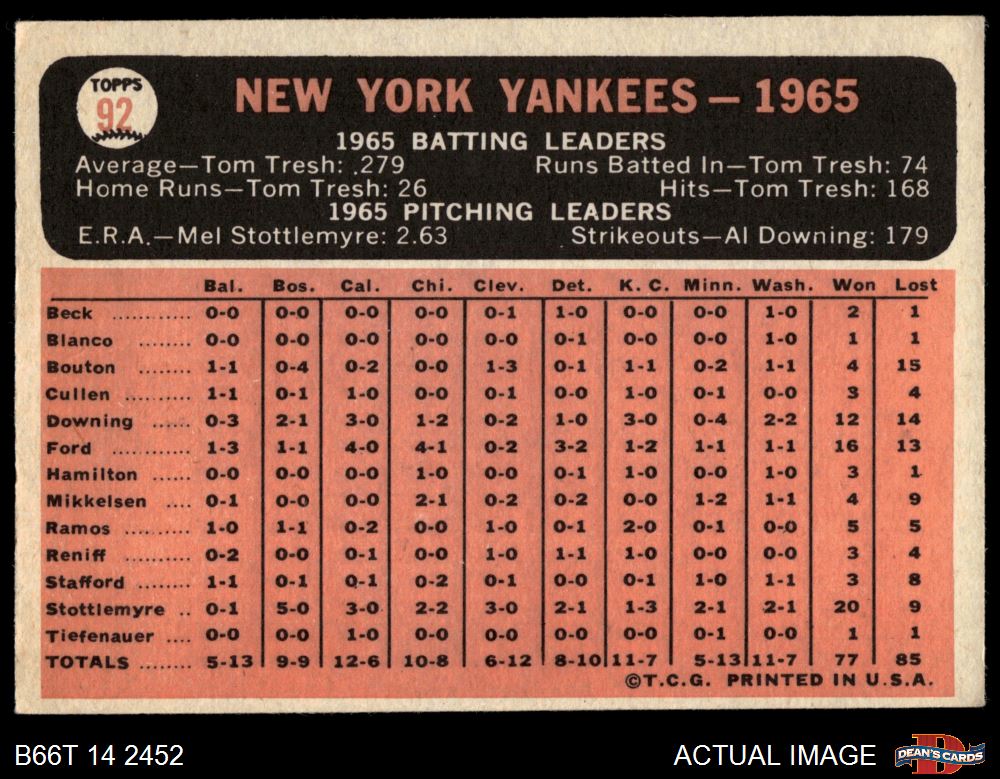 TOPPS
92
NEW YORK YANKEES — 1965
1965 BATTING LEADERS
Average—Tom Tresh: .279 Runs Batted In—Tom Tresh: 74
Home Runs—Tom Tresh: 26 Hits—Tom Tresh: 168
1965 PITCHING LEADERS
E.R.A.—Mel Stottlemyre: 2.63 Strikeouts—Al Downing: 179
Bal. Bos. Cal. Chi. Clev. Det. K. C. Minn. Wash. Won Lost
Beck ........... 0-0 0-0 0-0 0-0 0-1 1-0 0-0 0-0 1-0 2 1
Blanco ........ 0-0 0-0 0-0 0-0 0-0 0-1 0-0 0-0 1-0 1 1
Bouton ........ 1-1 0-4 0-2 0-0 1-3 0-1 1-1 0-2 1-1 4 15
Cullen ......... 1-1 0-1 1-0 0-0 0-1 0-0 1-0 0-1 0-0 3 4
Downing ...... 0-3 2-1 3-0 1-2 0-2 1-0 3-0 0-4 2-2 12 14
Ford .......... 1-3 1-1 4-0 4-1 0-2 3-2 1-2 1-1 1-1 16 13
Hamilton ...... 0-0 0-0 0-0 1-0 0-0 0-1 1-0 1-0 0-0 3 1
Mikkelsen .... 0-1 0-0 0-0 2-1 0-2 0-2 0-0 1-2 1-1 4 9
Ramos .......... 1-0 1-1 0-2 0-0 1-0 0-1 2-0 0-1 0-0 5 5
Reniff .......... 0-2 0-0 0-1 0-0 1-0 1-1 1-0 0-0 0-0 3 4
Stafford ........ 1-1 0-1 0-1 0-2 0-1 0-0 0-1 1-0 1-1 3 8
Stottlemyre .. 0-1 5-0 3-0 2-2 3-0 2-1 1-3 2-1 2-1 20 9
Tiefenauer .... 0-0 0-0 1-0 0-0 0-0 0-0 0-0 0-1 0-0 1 1
TOTALS ........ 5-13 9-9 12-6 10-8 6-12 8-10 11-7 5-13 11-7 77 85
©T.C.G. PRINTED IN U.S.A.
B66T 14 2452 ACTUAL IMAGE DEAN'S CARDS